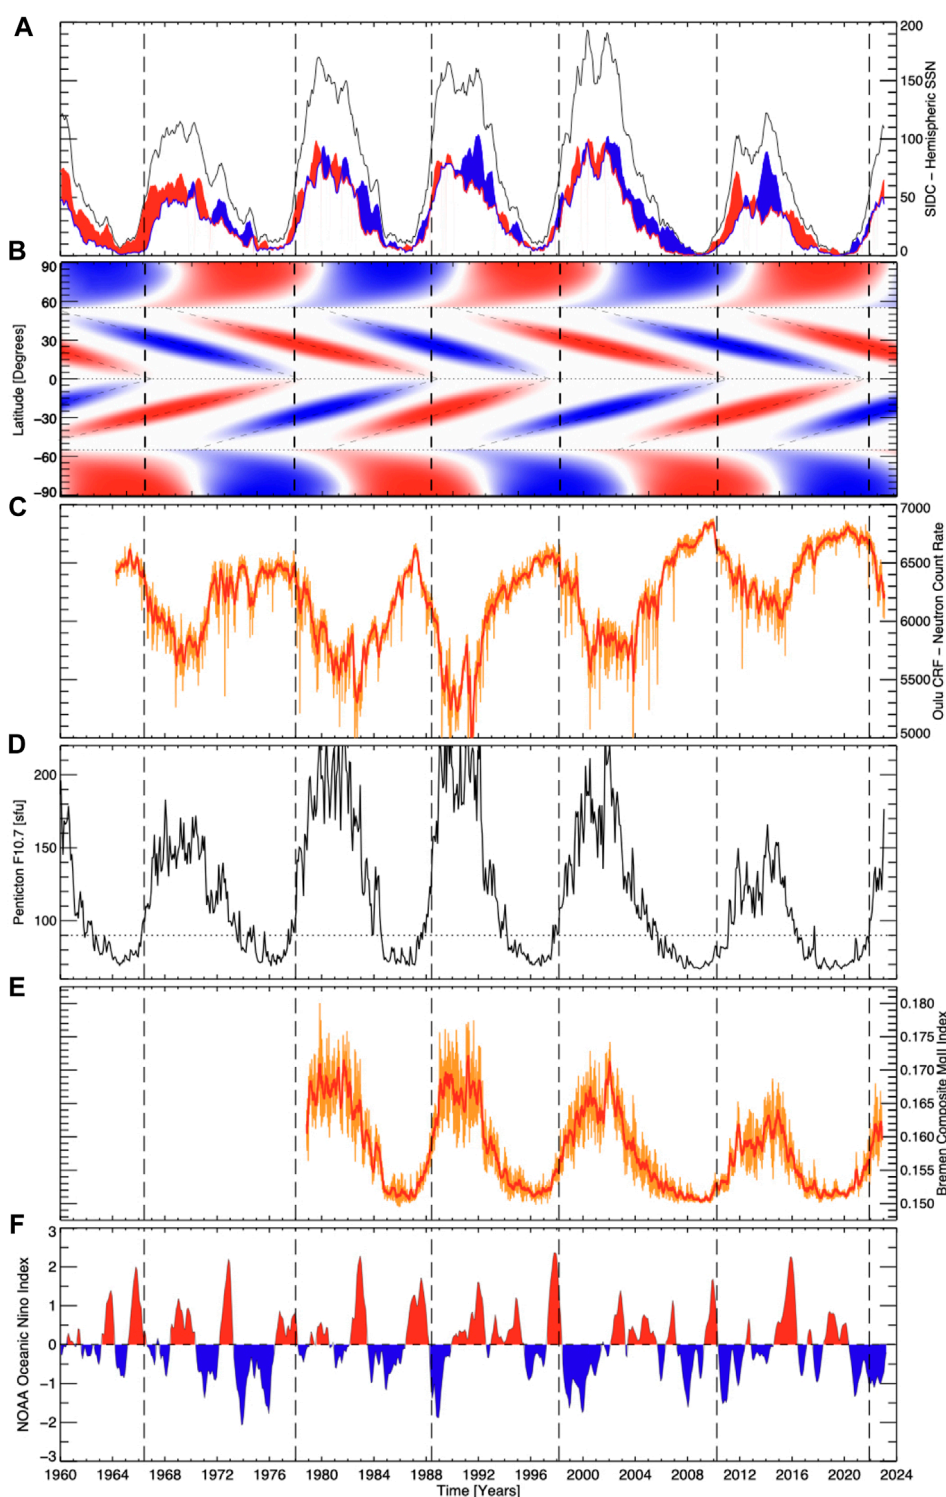 A
200
150
100
50
0
SIDC – Hemispheric SSN
B
90
60
30
0
−30
−60
−90
Latitude [Degrees]
C
7000
6500
6000
5500
5000
Oulu CRF – Neutron Count Rate
D
200
150
100
Penticton F10.7 [sfu]
E
0.180
0.175
0.170
0.165
0.160
0.155
0.150
Bremen Composite MgII Index
F
3
2
1
0
−1
−2
−3
NOAA Oceanic Nino Index
1960 1964 1968 1972 1976 1980 1984 1988 1992 1996 2000 2004 2008 2012 2016 2020 2024
Time [Years]